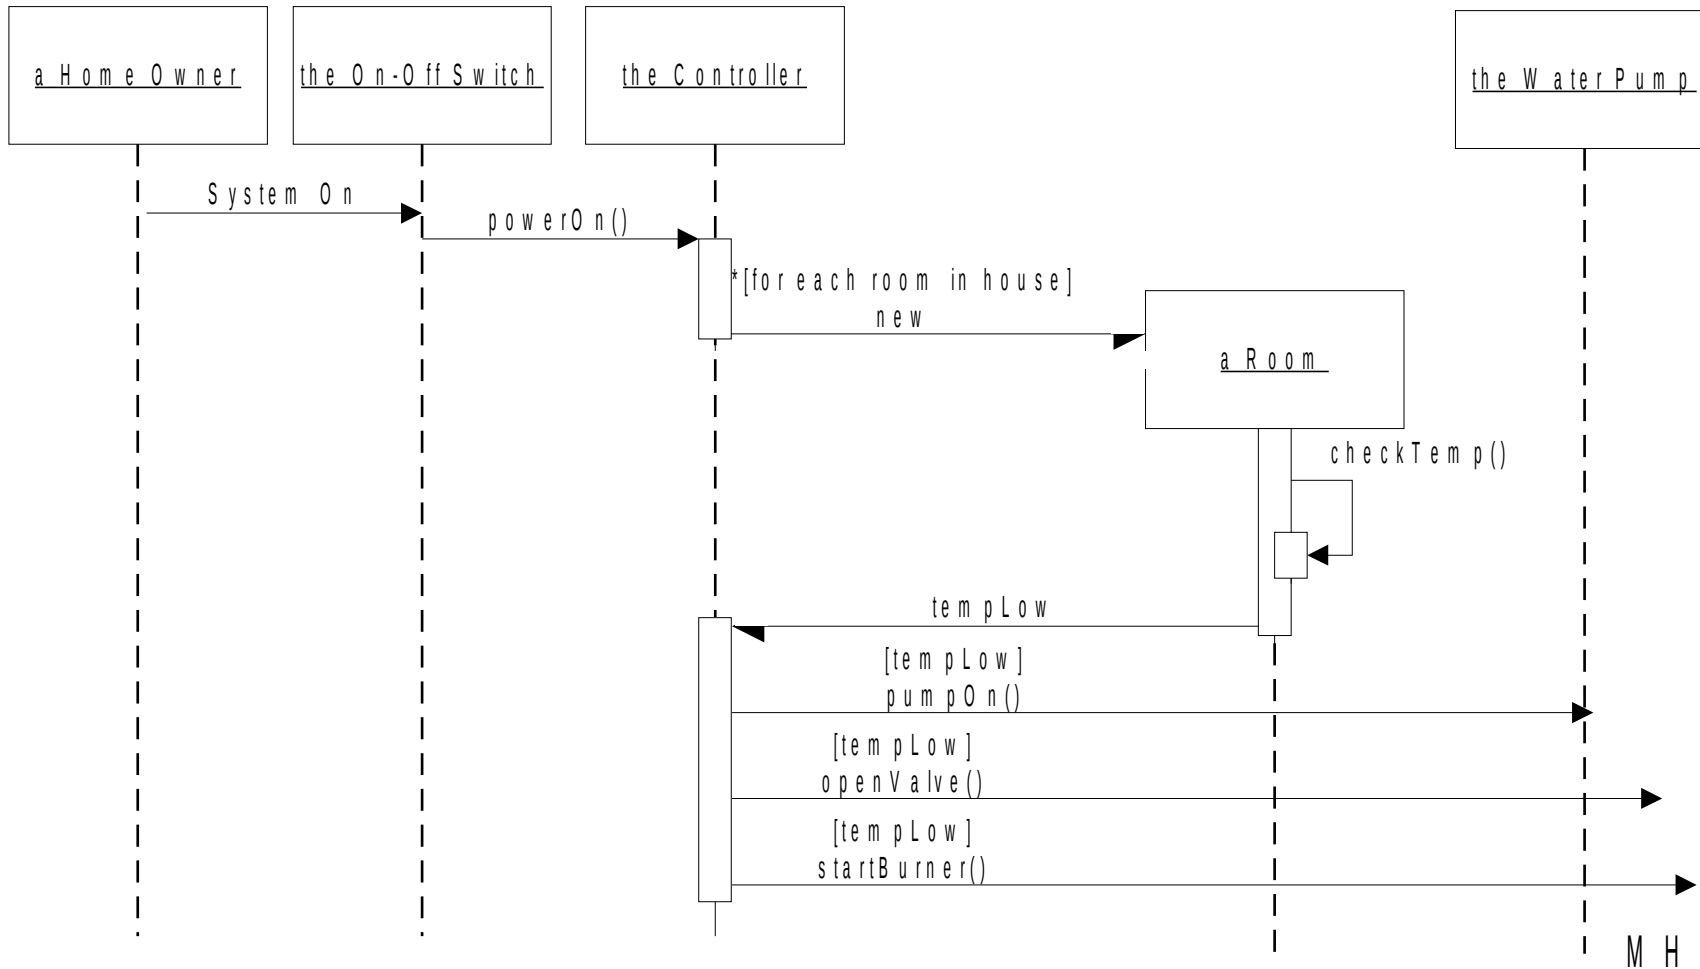 a Home Owner
the On-Off Switch
the Controller
the Water Pump
System On
powerOn()
*[for each room in house]
new
a Room
checkTemp()
tempLow
[tempLow]
pumpOn()
[tempLow]
openValve()
[tempLow]
startBurner()
MH